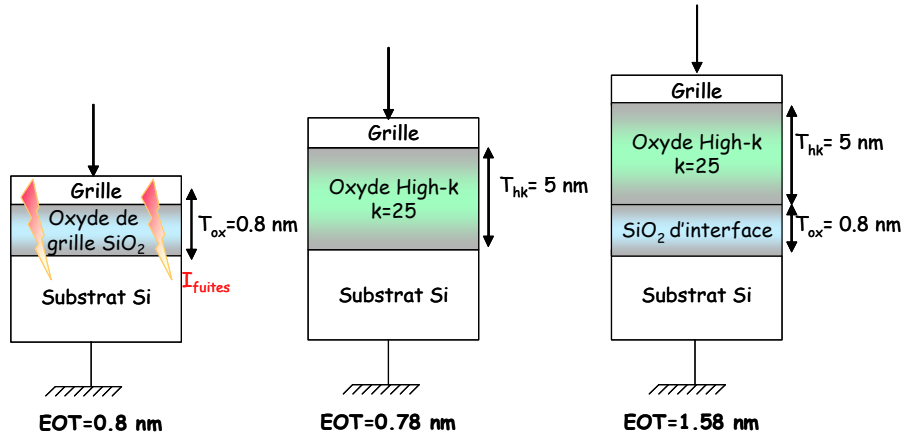 Grille
Oxyde de
grille SiO₂
Tox=0.8 nm
Ifuites
Substrat Si
EOT=0.8 nm
Grille
Oxyde High-k
k=25
Thk= 5 nm
Substrat Si
EOT=0.78 nm
Grille
Oxyde High-k
k=25
Thk= 5 nm
SiO₂ d'interface
Tox= 0.8 nm
Substrat Si
EOT=1.58 nm